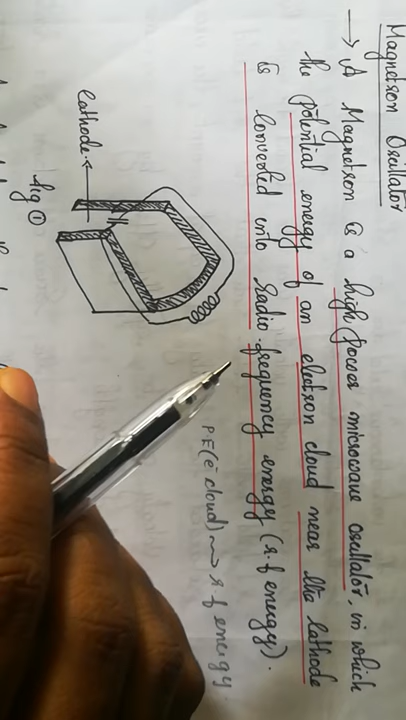 Magnetron Oscillator
→ A Magnetron is a high power microwave oscillator, in which
the potential energy of an electron cloud near the cathode
is converted into radio-frequency energy (r.f energy).
PE(ē cloud) ⇝ r.f energy.
Cathode ←
fig ①